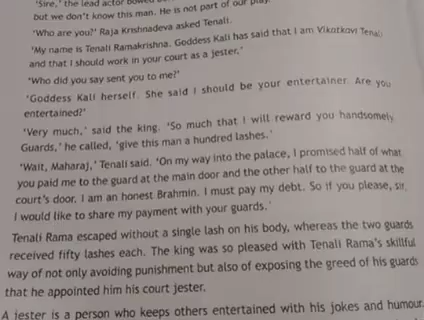 'Sire,' the lead actor bowed
but we don't know this man. He is not part of our play.'
'Who are you?' Raja Krishnadeva asked Tenali.
'My name is Tenali Ramakrishna. Goddess Kali has said that I am Vikatkavi Tenali
and that I should work in your court as a jester.'
'Who did you say sent you to me?'
'Goddess Kali herself. She said I should be your entertainer. Are you
entertained?'
'Very much,' said the king. 'So much that I will reward you handsomely.
Guards,' he called, 'give this man a hundred lashes.'
'Wait, Maharaj,' Tenali said. 'On my way into the palace, I promised half of what
you paid me to the guard at the main door and the other half to the guard at the
court's door. I am an honest Brahmin. I must pay my debt. So if you please, sir,
I would like to share my payment with your guards.'
Tenali Rama escaped without a single lash on his body, whereas the two guards
received fifty lashes each. The king was so pleased with Tenali Rama's skillful
way of not only avoiding punishment but also of exposing the greed of his guards
that he appointed him his court jester.
A jester is a person who keeps others entertained with his jokes and humour.